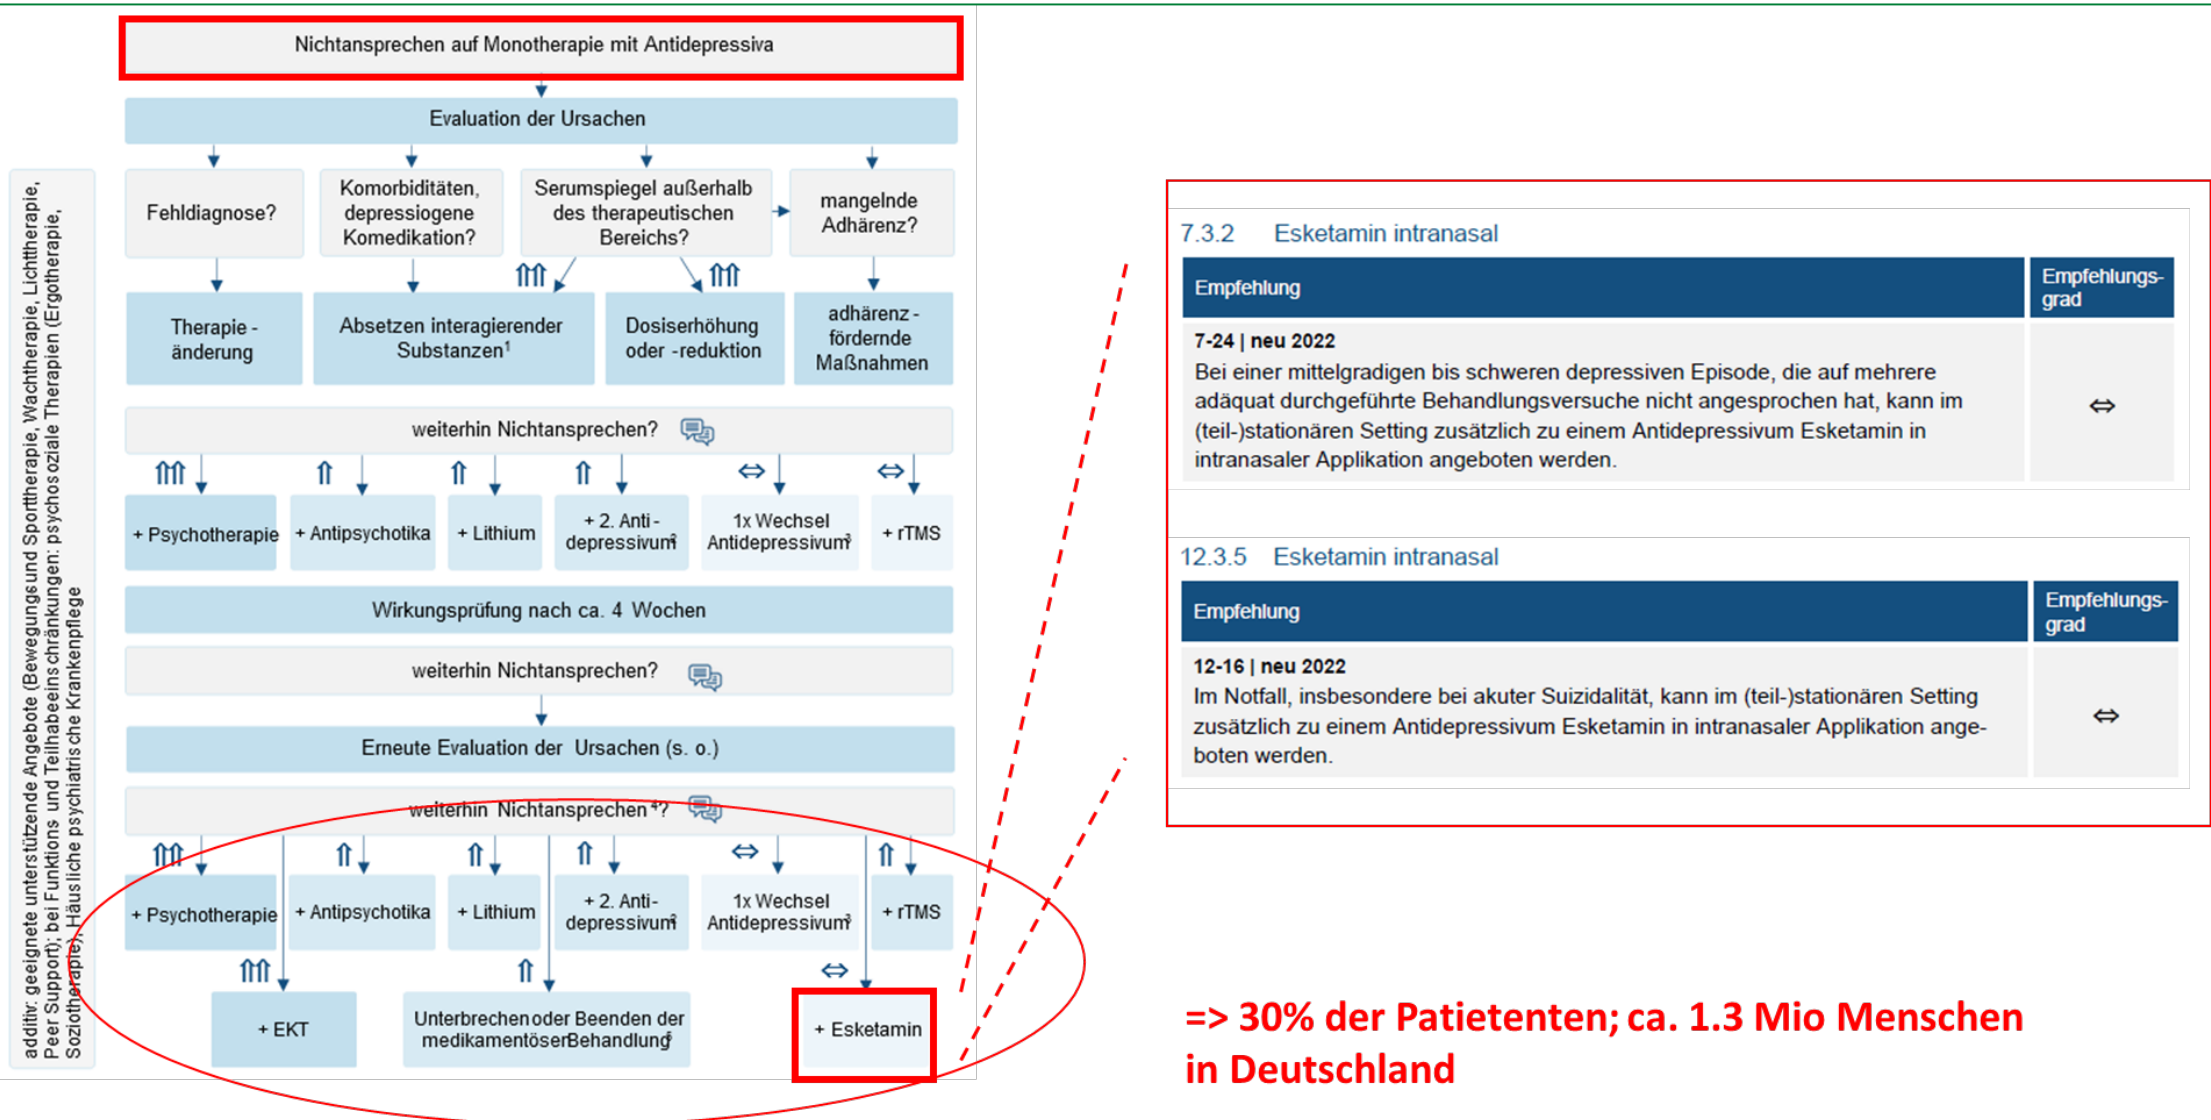 Nichtansprechen auf Monotherapie mit Antidepressiva
Evaluation der Ursachen
Fehldiagnose?
Komorbiditäten,
depressiogene
Komedikation?
Serumspiegel außerhalb
des therapeutischen
Bereichs?
mangelnde
Adhärenz?
⇑⇑
⇑⇑
Therapie -
änderung
Absetzen interagierender
Substanzen¹
Dosiserhöhung
oder -reduktion
adhärenz -
fördernde
Maßnahmen
weiterhin Nichtansprechen?
⇑⇑
⇑
⇑
⇑
⇔
⇔
+ Psychotherapie
+ Antipsychotika
+ Lithium
+ 2. Anti -
depressivum²
1x Wechsel
Antidepressivum³
+ rTMS
Wirkungsprüfung nach ca. 4 Wochen
weiterhin Nichtansprechen?
Erneute Evaluation der Ursachen (s. o.)
weiterhin Nichtansprechen ⁴?
⇑⇑
⇑
⇑
⇑
⇔
⇑
+ Psychotherapie
+ Antipsychotika
+ Lithium
+ 2. Anti-
depressivum²
1x Wechsel
Antidepressivum³
+ rTMS
⇑⇑
⇑
⇔
+ EKT
Unterbrechen oder Beenden der
medikamentöser Behandlung⁵
+ Esketamin
additiv: geeignete unterstützende Angebote (Bewegungs und Sporttherapie, Wachtherapie, Lichttherapie,
Peer Support); bei Funktions und Teilhabeeinschränkungen: psychosoziale Therapien (Ergotherapie,
Soziotherapie), Häusliche psychiatrische Krankenpflege
7.3.2 Esketamin intranasal
Empfehlung
Empfehlungs-
grad
7-24 | neu 2022
Bei einer mittelgradigen bis schweren depressiven Episode, die auf mehrere
adäquat durchgeführte Behandlungsversuche nicht angesprochen hat, kann im
(teil-)stationären Setting zusätzlich zu einem Antidepressivum Esketamin in
intranasaler Applikation angeboten werden.
⇔
12.3.5 Esketamin intranasal
Empfehlung
Empfehlungs-
grad
12-16 | neu 2022
Im Notfall, insbesondere bei akuter Suizidalität, kann im (teil-)stationären Setting
zusätzlich zu einem Antidepressivum Esketamin in intranasaler Applikation ange-
boten werden.
⇔
=> 30% der Patietenten; ca. 1.3 Mio Menschen
in Deutschland